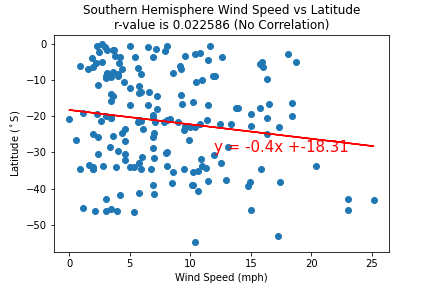 Southern Hemisphere Wind Speed vs Latitude
r-value is 0.022586 (No Correlation)
0
−10
−20
−30
−40
−50
Latitude (°S)
y = -0.4x +-18.31
0
5
10
15
20
25
Wind Speed (mph)